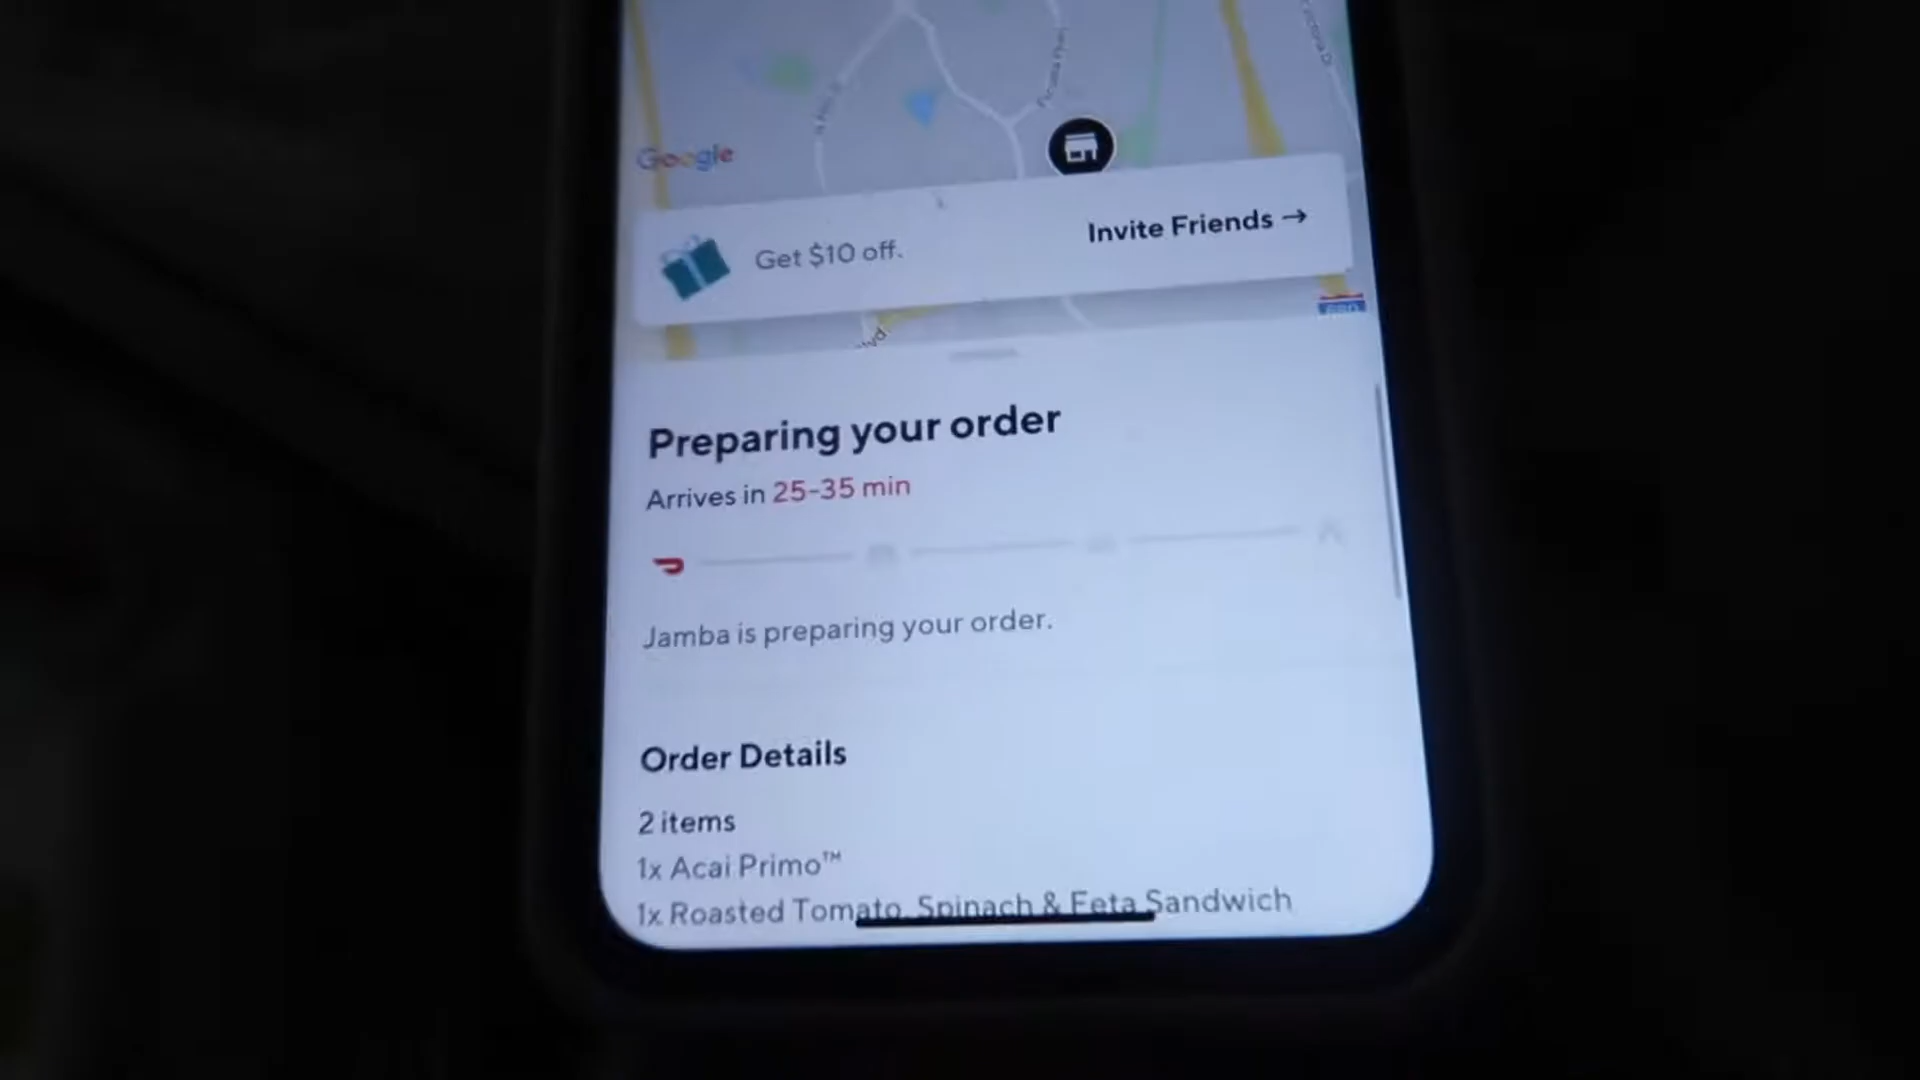 Google
Get $10 off.
Invite Friends →
Preparing your order
Arrives in 25-35 min
Jamba is preparing your order.
Order Details
2 items
1x Acai Primo™
1x Roasted Tomato, Spinach & Feta Sandwich